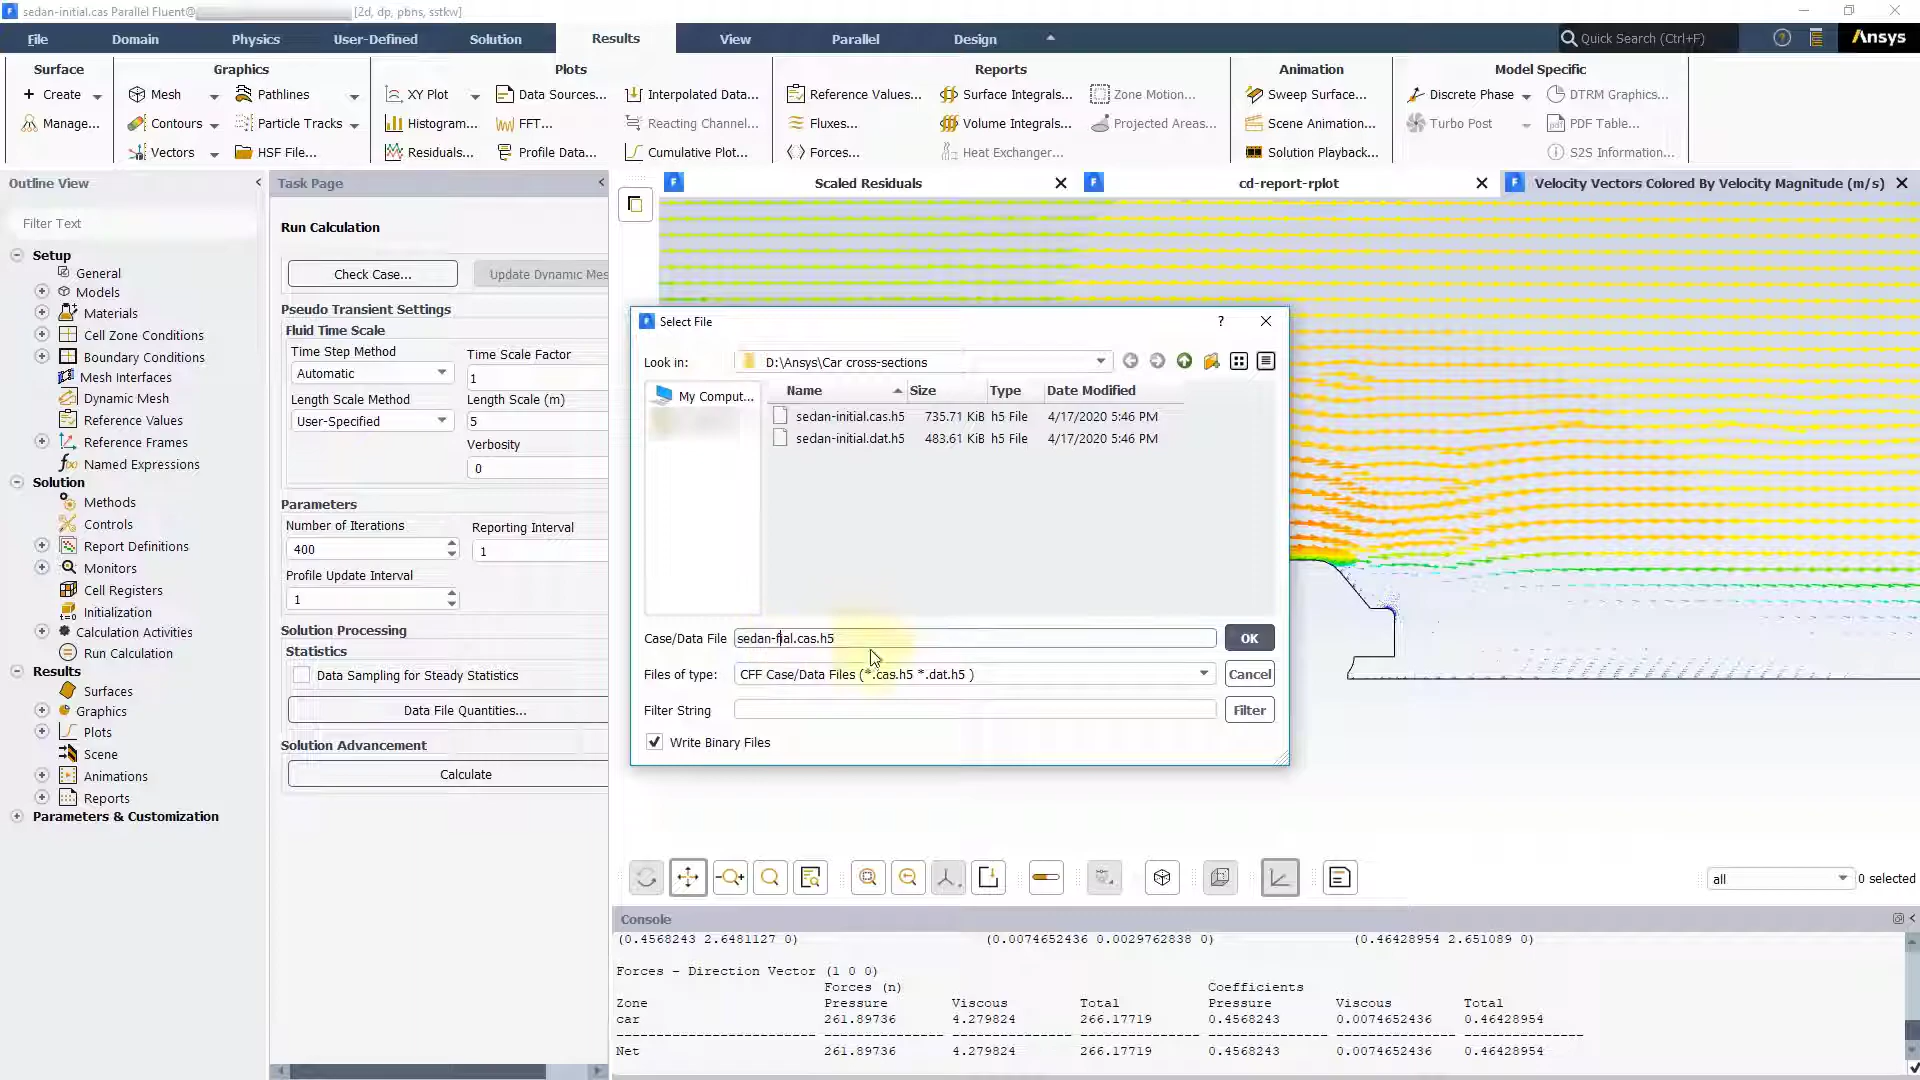 sedan-initial.cas Parallel Fluent@ [2d, dp, pbns, sstkw]
File Domain Physics User-Defined Solution Results View Parallel Design Quick Search (Ctrl+F) Ansys
Surface Graphics Plots Reports Animation Model Specific
Create Mesh Pathlines XY Plot Data Sources... Interpolated Data... Reference Values... Surface Integrals... Zone Motion... Sweep Surface... Discrete Phase DTRM Graphics...
Manage... Contours Particle Tracks Histogram... FFT... Reacting Channel... Fluxes... Volume Integrals... Projected Areas... Scene Animation... Turbo Post PDF Table...
Vectors HSF File... Residuals... Profile Data... Cumulative Plot... Forces... Heat Exchanger... Solution Playback... S2S Information...
Outline View
Filter Text
Setup
General
Models
Materials
Cell Zone Conditions
Boundary Conditions
Mesh Interfaces
Dynamic Mesh
Reference Values
Reference Frames
Named Expressions
Solution
Methods
Controls
Report Definitions
Monitors
Cell Registers
Initialization
Calculation Activities
Run Calculation
Results
Surfaces
Graphics
Plots
Scene
Animations
Reports
Parameters & Customization
Task Page
Run Calculation
Check Case... Update Dynamic Mes
Pseudo Transient Settings
Fluid Time Scale
Time Step Method Time Scale Factor
Automatic 1
Length Scale Method Length Scale (m)
User-Specified 5
Verbosity
0
Parameters
Number of Iterations Reporting Interval
400 1
Profile Update Interval
1
Solution Processing
Statistics
Data Sampling for Steady Statistics
Data File Quantities...
Solution Advancement
Calculate
Scaled Residuals cd-report-rplot Velocity Vectors Colored By Velocity Magnitude (m/s)
Select File ?
Look in: D:\Ansys\Car cross-sections
My Comput...
Name Size Type Date Modified
sedan-initial.cas.h5 735.71 KiB h5 File 4/17/2020 5:46 PM
sedan-initial.dat.h5 483.61 KiB h5 File 4/17/2020 5:46 PM
Case/Data File sedan-fial.cas.h5 OK
Files of type: CFF Case/Data Files (*.cas.h5 *.dat.h5 ) Cancel
Filter String Filter
Write Binary Files
all 0 selected
Console
(0.4568243 2.6481127 0) (0.0074652436 0.0029762838 0) (0.46428954 2.651089 0)
Forces - Direction Vector (1 0 0)
Forces (n) Coefficients
Zone Pressure Viscous Total Pressure Viscous Total
car 261.89736 4.279824 266.17719 0.4568243 0.0074652436 0.46428954
Net 261.89736 4.279824 266.17719 0.4568243 0.0074652436 0.46428954